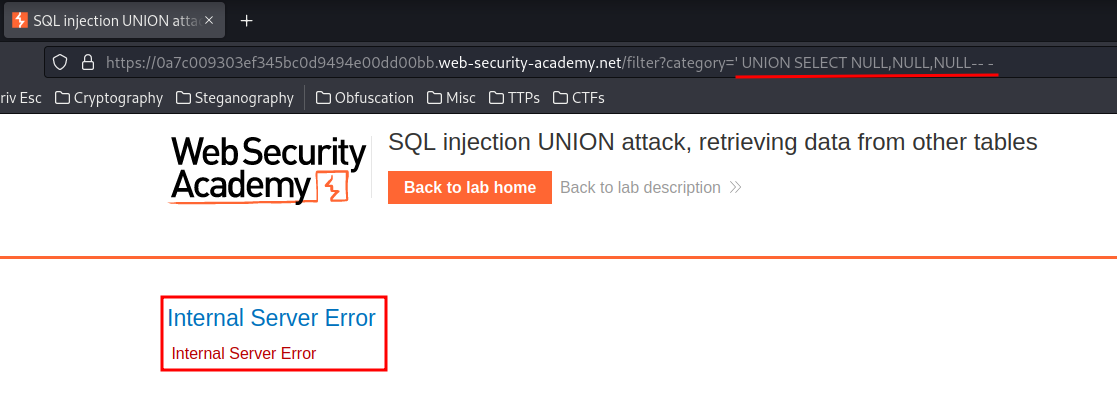 SQL injection UNION atta
https://0a7c009303ef345bc0d9494e00dd00bb.web-security-academy.net/filter?category=' UNION SELECT NULL,NULL,NULL-- -
riv Esc Cryptography Steganography Obfuscation Misc TTPs CTFs
SQL injection UNION attack, retrieving data from other tables
Web Security
Academy
Back to lab home Back to lab description
Internal Server Error
Internal Server Error